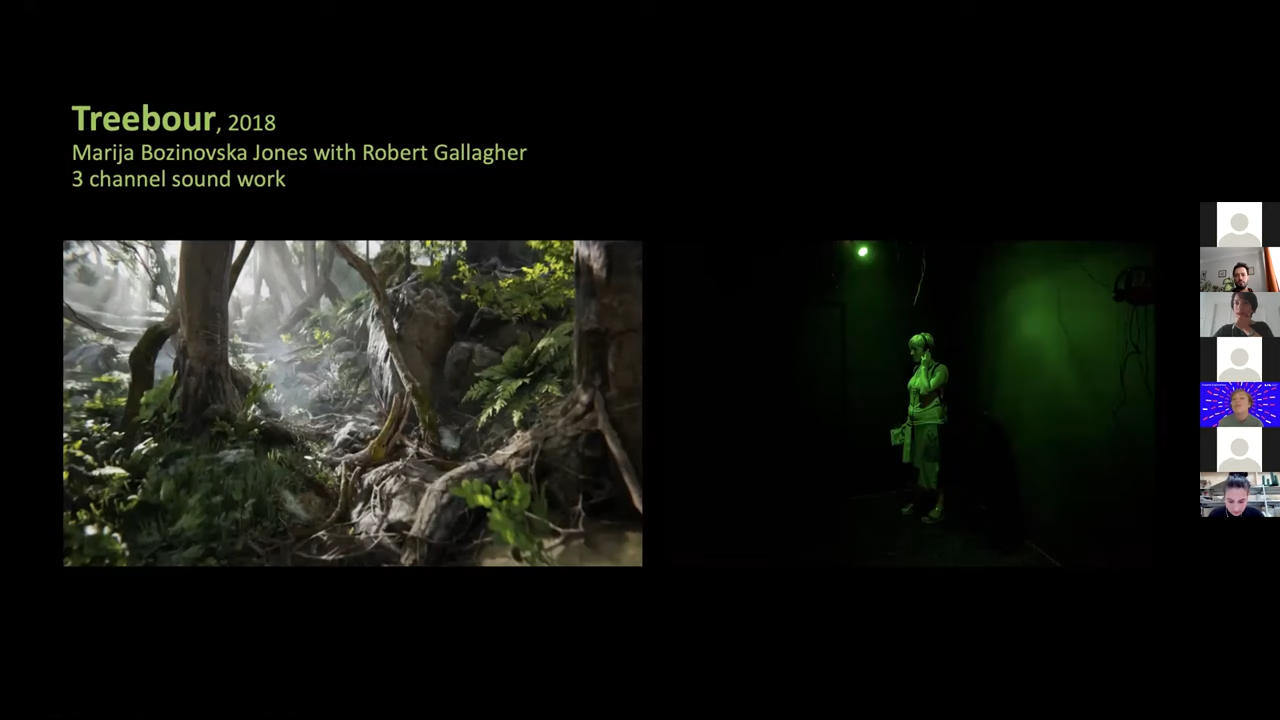 Treebour, 2018
Marija Bozinovska Jones with Robert Gallagher
3 channel sound work